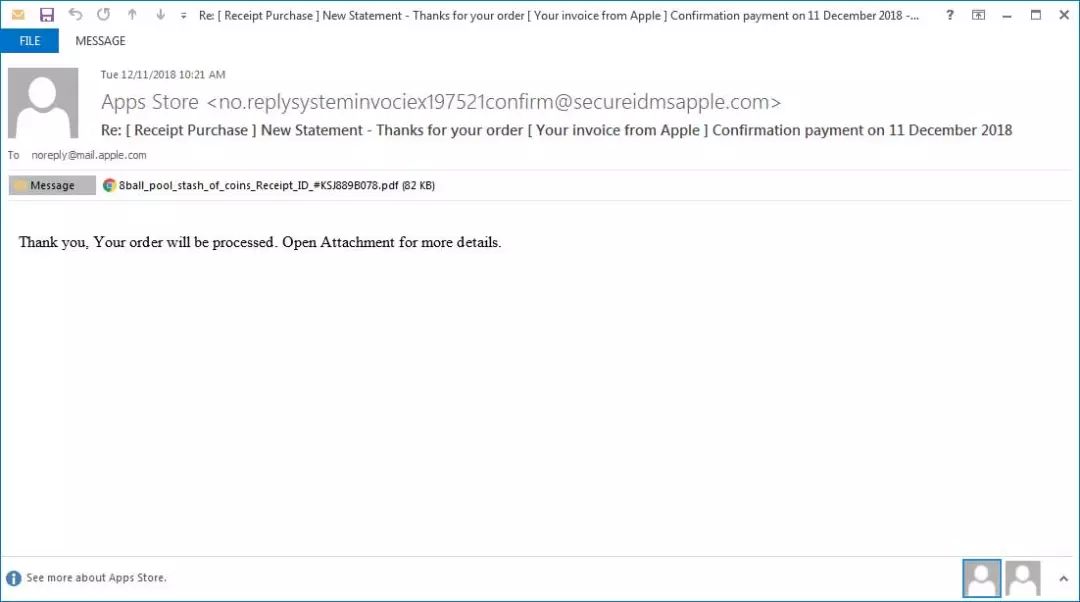 Re: [ Receipt Purchase ] New Statement - Thanks for your order [ Your invoice from Apple ] Confirmation payment on 11 December 2018 -...
?
FILE MESSAGE
Tue 12/11/2018 10:21 AM
Apps Store <no.replysysteminvociex197521confirm@secureidmsapple.com>
Re: [ Receipt Purchase ] New Statement - Thanks for your order [ Your invoice from Apple ] Confirmation payment on 11 December 2018
To noreply@mail.apple.com
Message 8ball_pool_stash_of_coins_Receipt_ID_#KSJ889B078.pdf (82 KB)
Thank you, Your order will be processed. Open Attachment for more details.
See more about Apps Store.